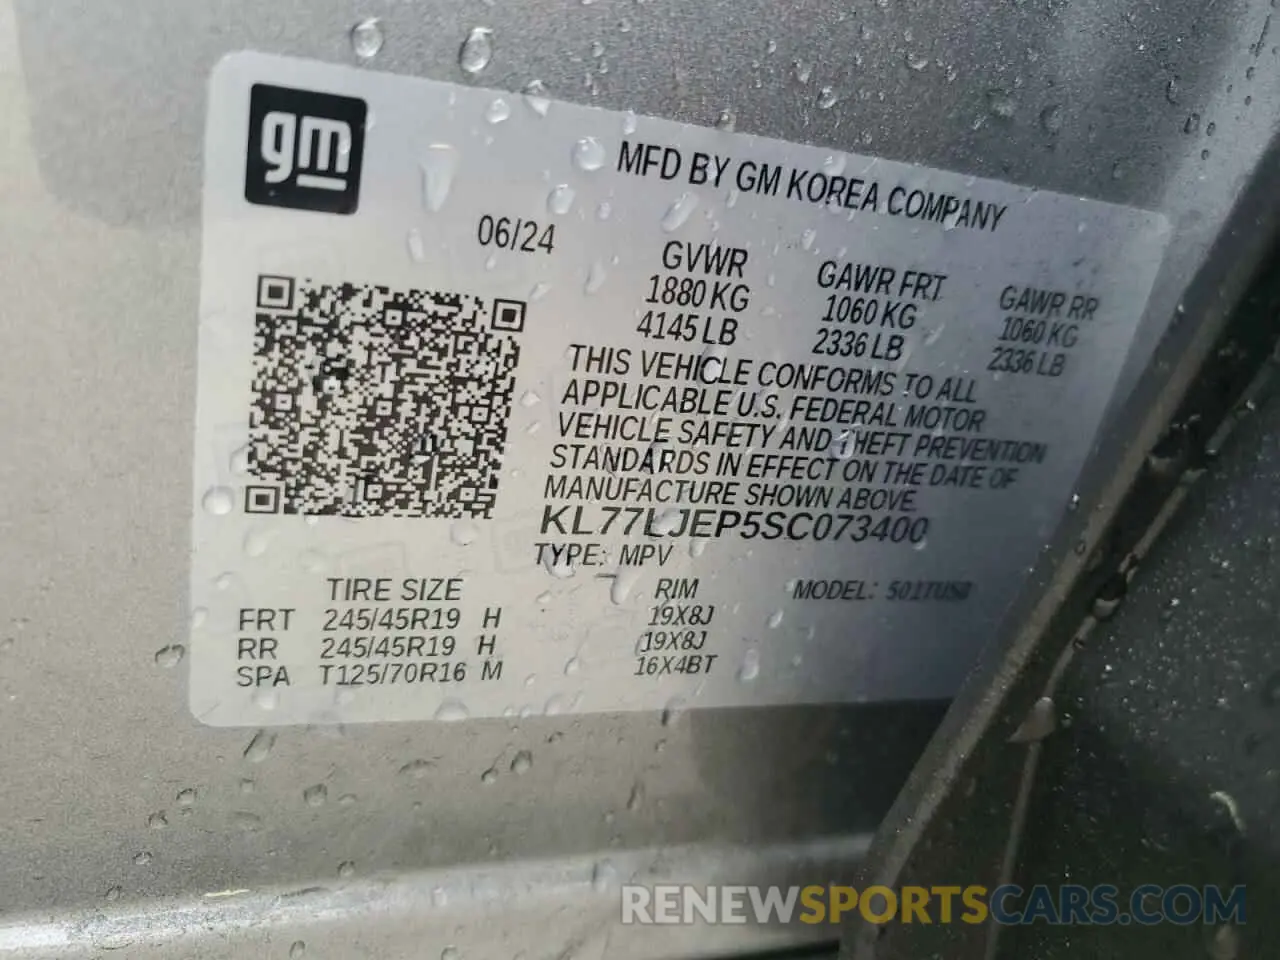 gm
MFD BY GM KOREA COMPANY
06/24
GVWR GAWR FRT GAWR RR
1880 KG 1060 KG 1060 KG
4145 LB 2336 LB 2336 LB
THIS VEHICLE CONFORMS TO ALL
APPLICABLE U.S. FEDERAL MOTOR
VEHICLE SAFETY AND THEFT PREVENTION
STANDARDS IN EFFECT ON THE DATE OF
MANUFACTURE SHOWN ABOVE.
KL77LJEP5SC073400
TYPE: MPV
TIRE SIZE RIM MODEL:
FRT 245/45R19 H 19X8J
RR 245/45R19 H 19X8J
SPA T125/70R16 M 16X4BT
RENEWSPORTSCARS.COM